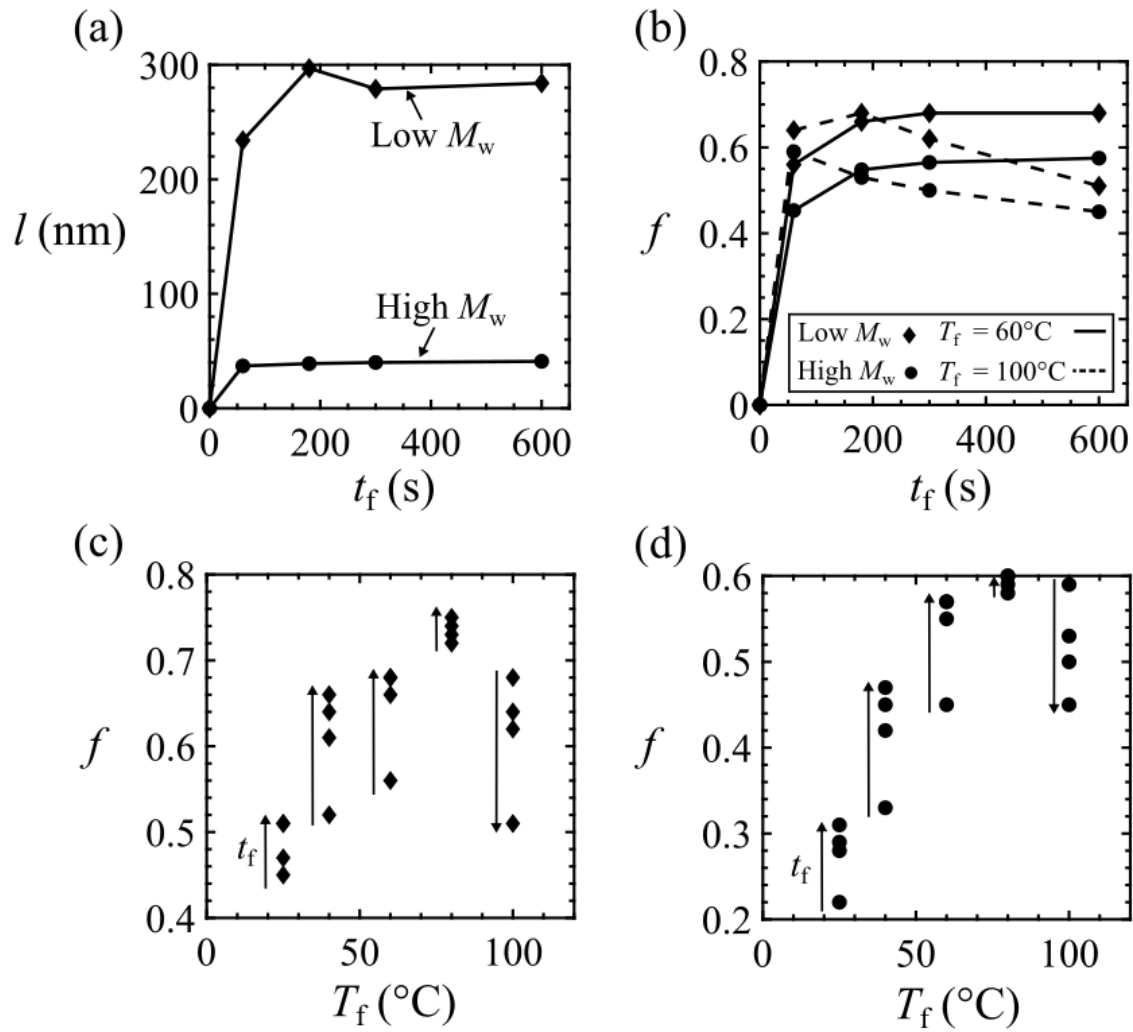 (a)
300
200
100
0
l (nm)
Low Mw
High Mw
0 200 400 600
tf (s)
(b)
0.8
0.6
0.4
0.2
0
f
Low Mw Tf = 60°C
High Mw Tf = 100°C
0 200 400 600
tf (s)
(c)
0.8
0.7
0.6
0.5
0.4
f
tf
0 50 100
Tf (°C)
(d)
0.6
0.5
0.4
0.3
0.2
f
tf
0 50 100
Tf (°C)